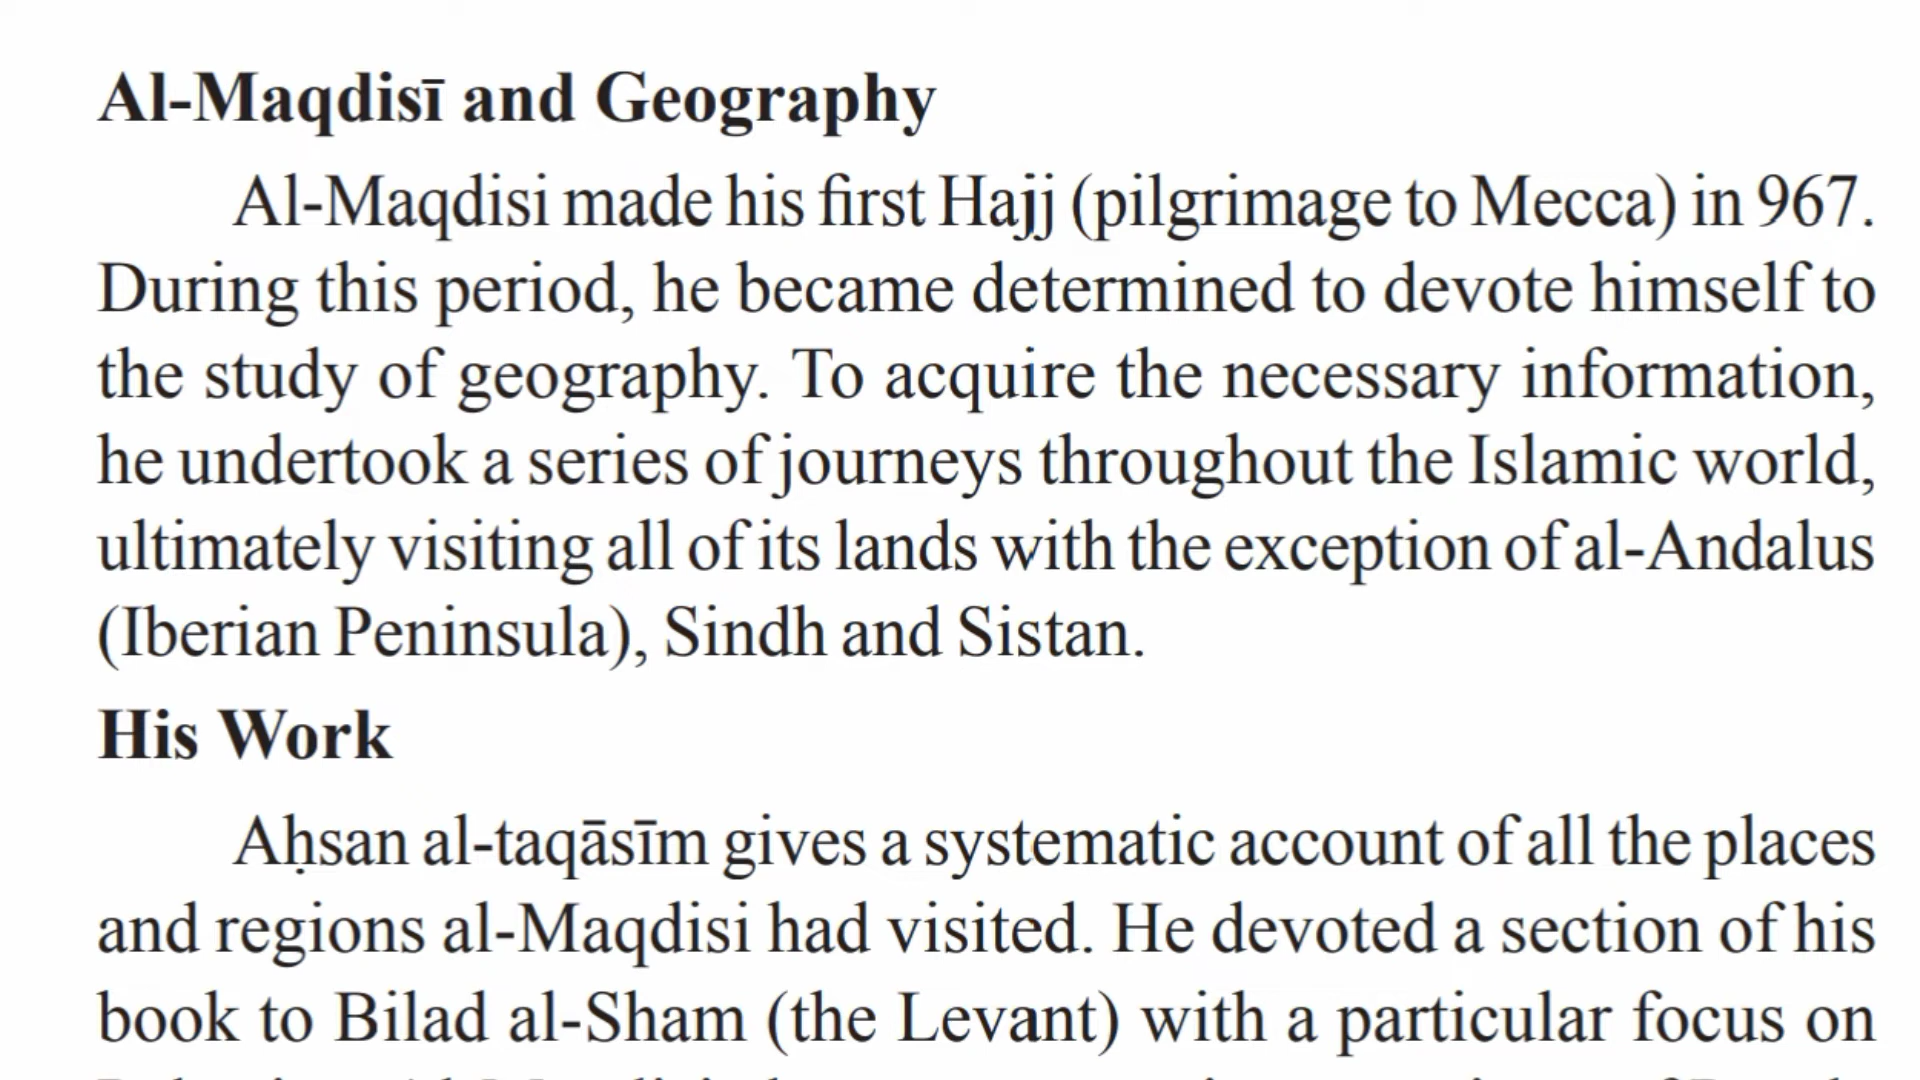 Al-Maqdisī and Geography
Al-Maqdisi made his first Hajj (pilgrimage to Mecca) in 967.
During this period, he became determined to devote himself to
the study of geography. To acquire the necessary information,
he undertook a series of journeys throughout the Islamic world,
ultimately visiting all of its lands with the exception of al-Andalus
(Iberian Peninsula), Sindh and Sistan.
His Work
Aḥsan al-taqāsīm gives a systematic account of all the places
and regions al-Maqdisi had visited. He devoted a section of his
book to Bilad al-Sham (the Levant) with a particular focus on